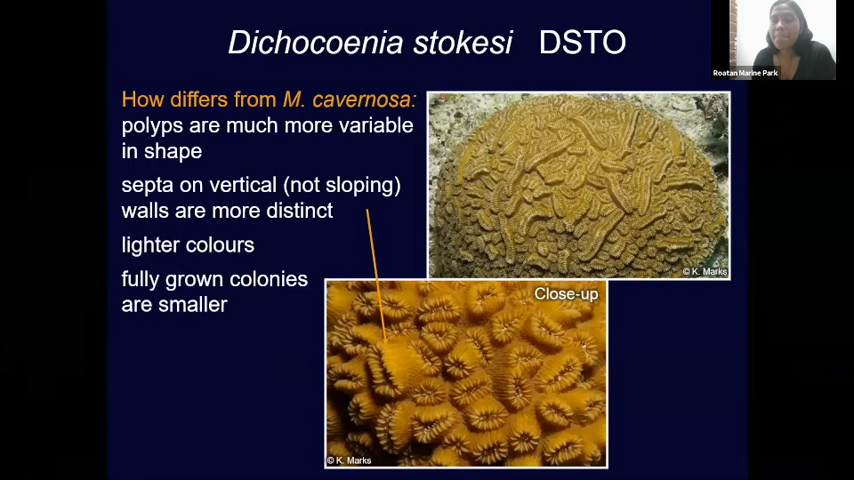 Dichocoenia stokesi DSTO
Roatan Marine Park
How differs from M. cavernosa:
polyps are much more variable
in shape
septa on vertical (not sloping)
walls are more distinct
lighter colours
fully grown colonies
are smaller
© K. Marks
Close-up
© K. Marks